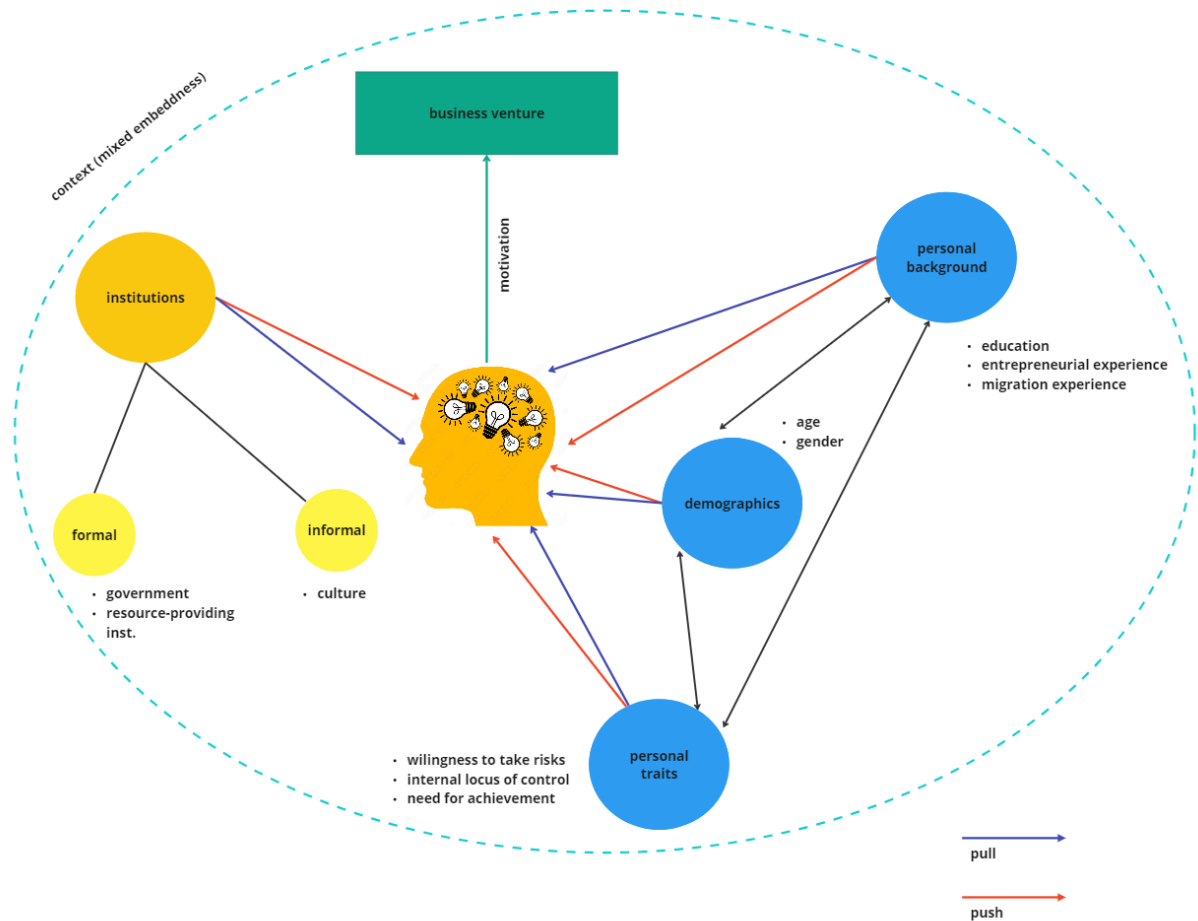 context (mixed embeddness)
business venture
motivation
institutions
personal
background
· education
· entrepreneurial experience
· migration experience
· age
· gender
demographics
formal
informal
· government
· resource-providing
inst.
· culture
personal
traits
· wilingness to take risks
· internal locus of control
· need for achievement
pull
push